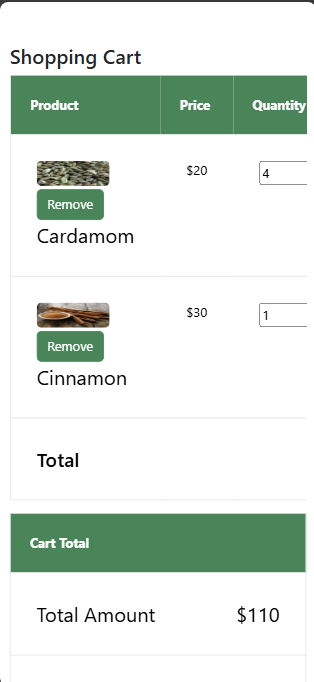 Shopping Cart
Product Price Quantity
$20 4
Remove
Cardamom
$30 1
Remove
Cinnamon
Total
Cart Total
Total Amount $110